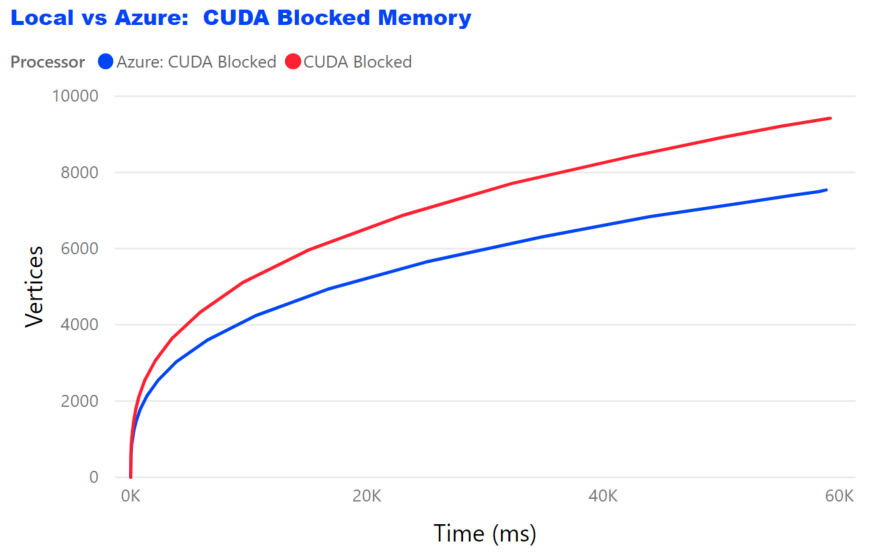 Local vs Azure:  CUDA Blocked Memory
Processor Azure: CUDA Blocked CUDA Blocked
10000
8000
6000
4000
2000
0
Vertices
0K 20K 40K 60K
Time (ms)